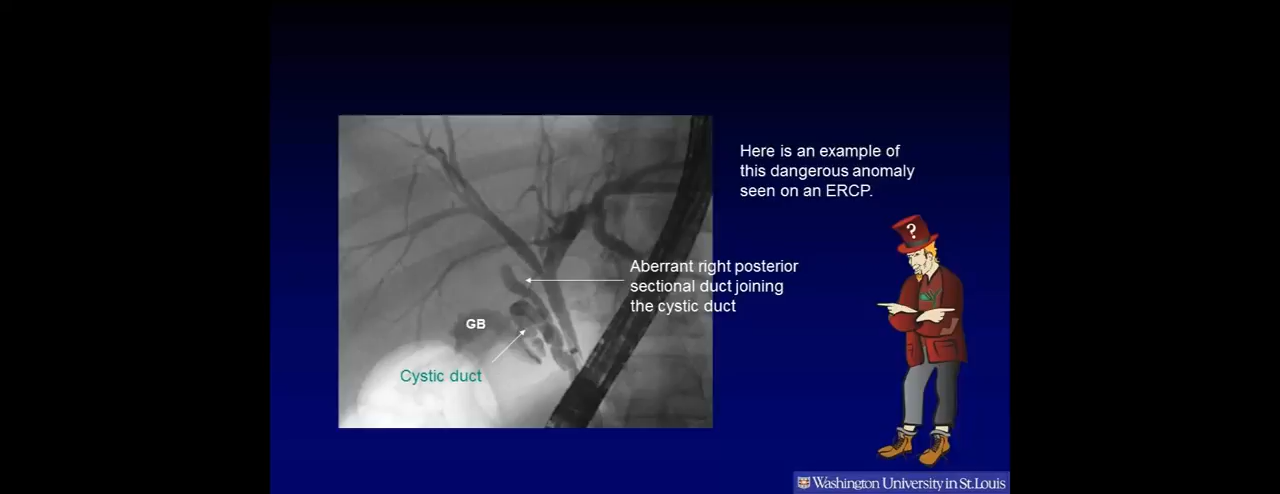 Here is an example of
this dangerous anomaly
seen on an ERCP.
?
Aberrant right posterior
sectional duct joining
the cystic duct
GB
Cystic duct
Washington University in St. Louis